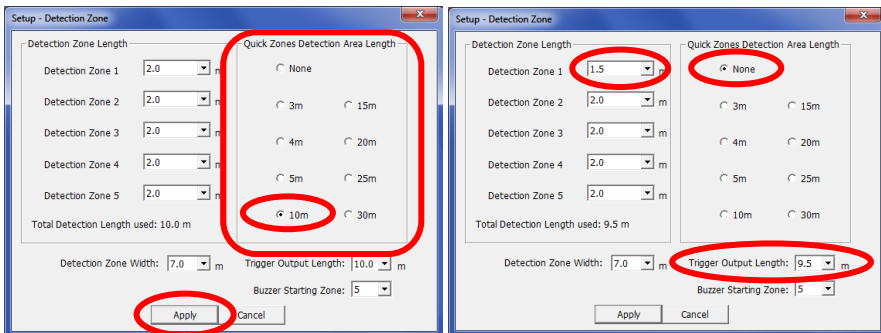 Setup - Detection Zone
Detection Zone Length
Quick Zones Detection Area Length
Detection Zone 1 2.0 m
None
Detection Zone 2 2.0 m
3m 15m
Detection Zone 3 2.0 m
4m 20m
Detection Zone 4 2.0 m
5m 25m
Detection Zone 5 2.0 m
10m 30m
Total Detection Length used: 10.0 m
Detection Zone Width: 7.0 m
Trigger Output Length: 10.0 m
Buzzer Starting Zone: 5
Apply Cancel
Setup - Detection Zone
Detection Zone Length
Quick Zones Detection Area Length
Detection Zone 1 1.5 m
None
Detection Zone 2 2.0 m
3m 15m
Detection Zone 3 2.0 m
4m 20m
Detection Zone 4 2.0 m
5m 25m
Detection Zone 5 2.0 m
10m 30m
Total Detection Length used: 9.5 m
Detection Zone Width: 7.0 m
Trigger Output Length: 9.5 m
Buzzer Starting Zone: 5
Apply Cancel